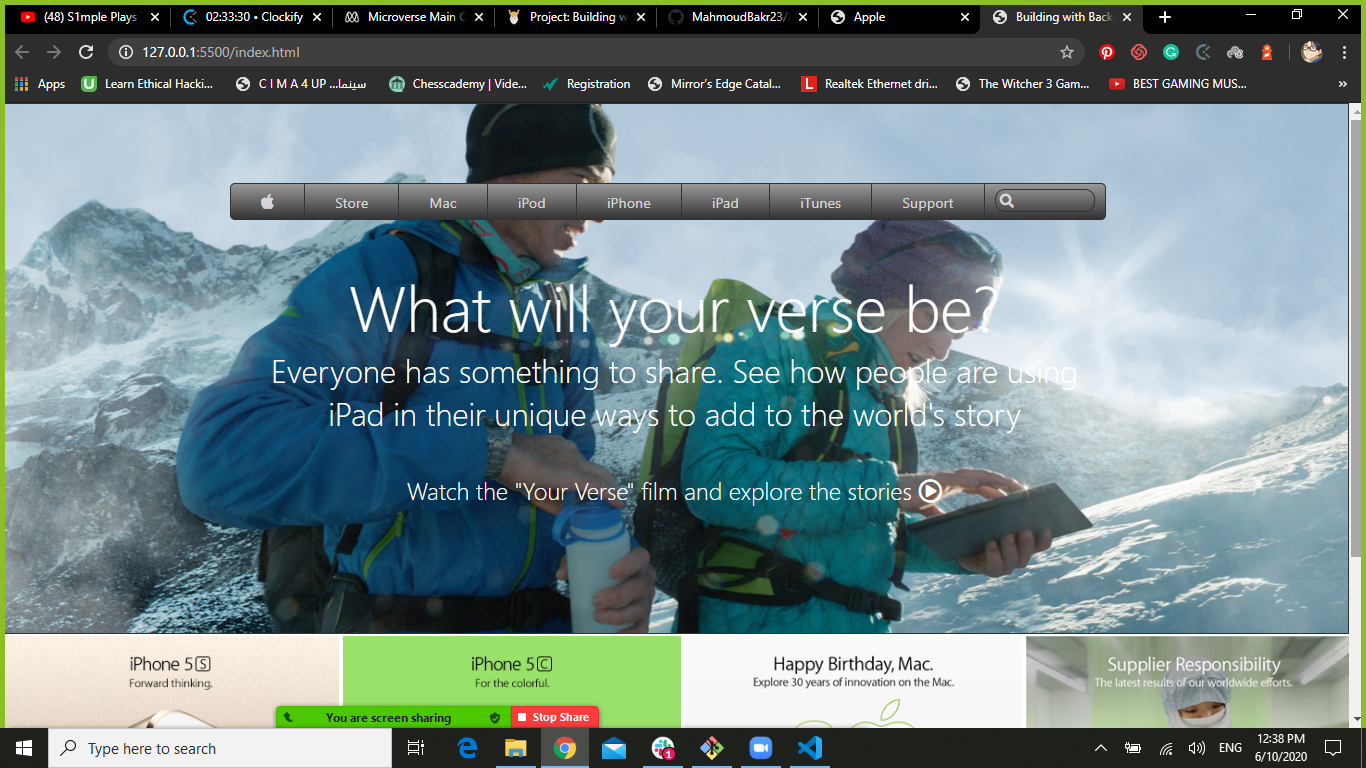 (48) S1mple Plays
02:33:30 • Clockify
Microverse Main C
Project: Building w
MahmoudBakr23/
Apple
Building with Back
127.0.0.1:5500/index.html
Apps
Learn Ethical Hacki...
C I M A 4 UP ...سينما
Chesscademy | Vide...
Registration
Mirror's Edge Catal...
Realtek Ethernet dri...
The Witcher 3 Gam...
BEST GAMING MUS...
»
Store
Mac
iPod
iPhone
iPad
iTunes
Support
What will your verse be?
Everyone has something to share. See how people are using
iPad in their unique ways to add to the world's story
Watch the "Your Verse" film and explore the stories
iPhone 5S
Forward thinking.
iPhone 5C
For the colorful.
Happy Birthday, Mac.
Explore 30 years of innovation on the Mac.
Supplier Responsibility
The latest results of our worldwide efforts.
You are screen sharing
Stop Share
Type here to search
1
ENG
12:38 PM
6/10/2020